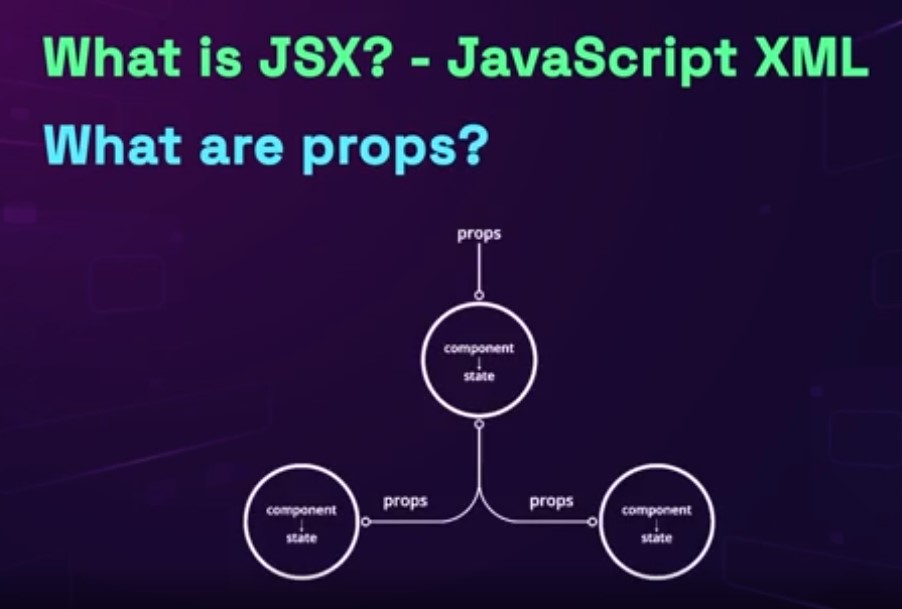 What is JSX? - JavaScript XML
What are props?
props
component
state
props
props
component
state
component
state